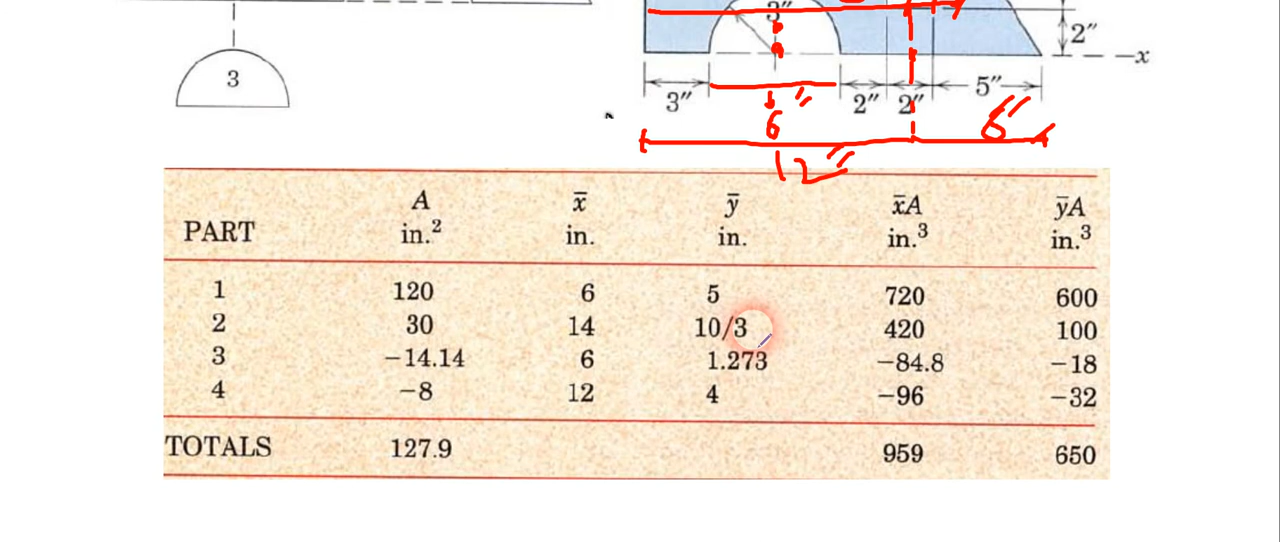 3
3"
2"
x
3" 2" 2" 5"
6"
6"
12"
PART A in.² x̄ in. ȳ in. x̄A in.³ ȳA in.³
1 120 6 5 720 600
2 30 14 10/3 420 100
3 −14.14 6 1.273 −84.8 −18
4 −8 12 4 −96 −32
TOTALS 127.9 959 650